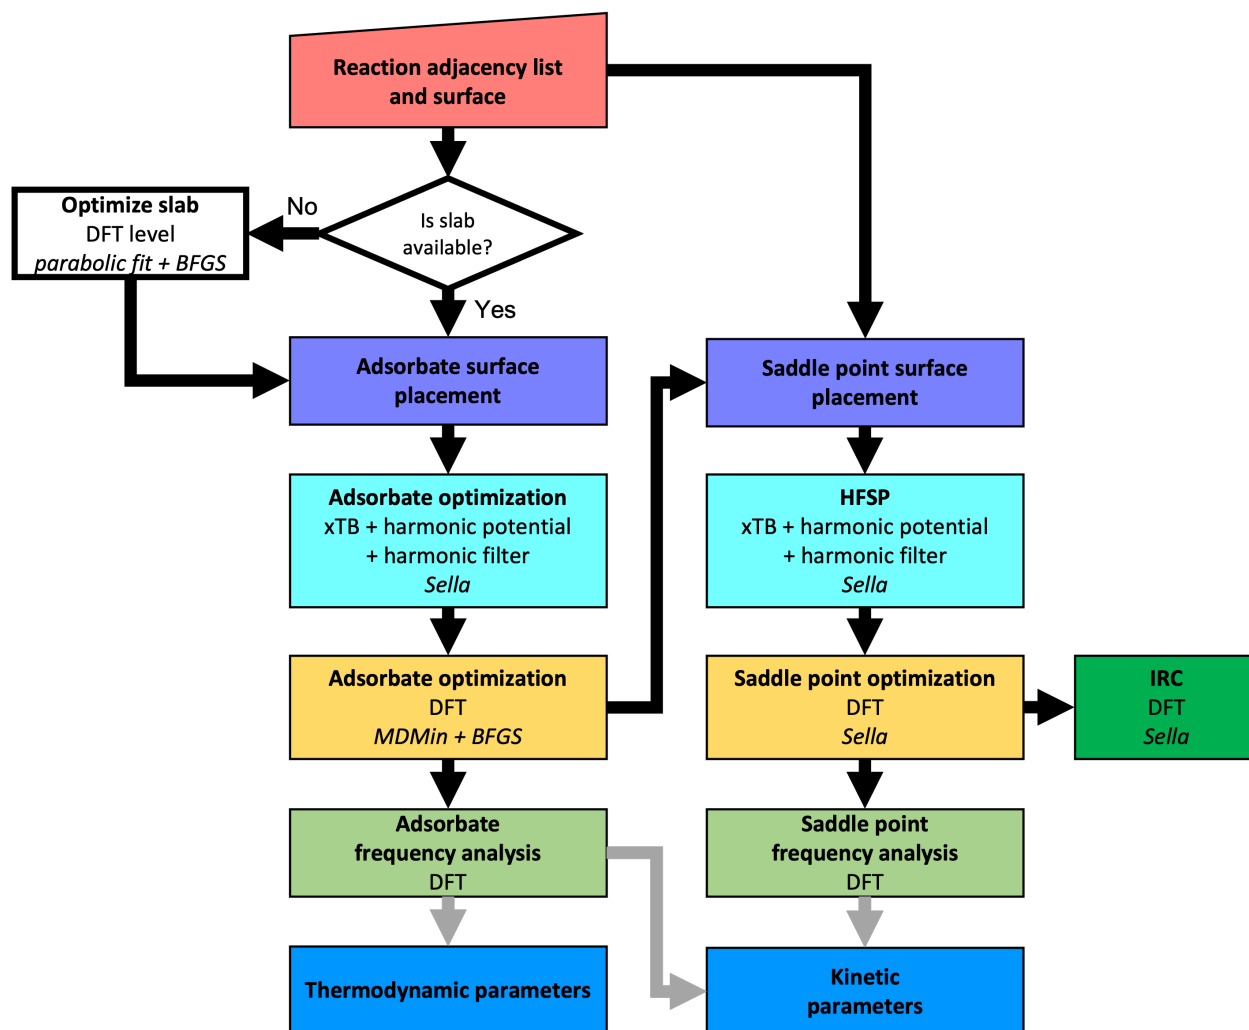 Reaction adjacency list
and surface
Optimize slab
DFT level
parabolic fit + BFGS
No
Is slab
available?
Yes
Adsorbate surface
placement
Saddle point surface
placement
Adsorbate optimization
xTB + harmonic potential
+ harmonic filter
Sella
HFSP
xTB + harmonic potential
+ harmonic filter
Sella
Adsorbate optimization
DFT
MDMin + BFGS
Saddle point optimization
DFT
Sella
IRC
DFT
Sella
Adsorbate
frequency analysis
DFT
Saddle point
frequency analysis
DFT
Thermodynamic parameters
Kinetic
parameters